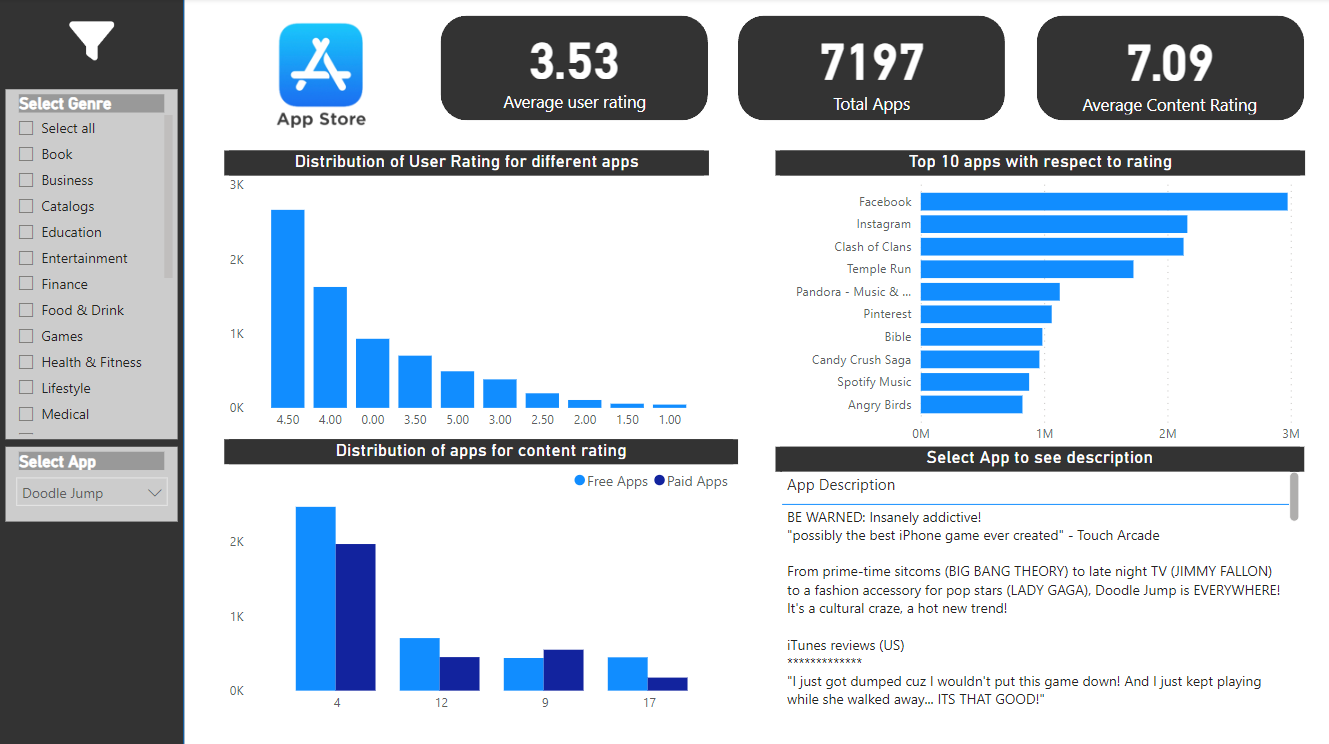 Select Genre
Select all
Book
Business
Catalogs
Education
Entertainment
Finance
Food & Drink
Games
Health & Fitness
Lifestyle
Medical
Select App
Doodle Jump
App Store
3.53
Average user rating
7197
Total Apps
7.09
Average Content Rating
Distribution of User Rating for different apps
3K
2K
1K
0K
4.50 4.00 0.00 3.50 5.00 3.00 2.50 2.00 1.50 1.00
Top 10 apps with respect to rating
Facebook
Instagram
Clash of Clans
Temple Run
Pandora - Music & ...
Pinterest
Bible
Candy Crush Saga
Spotify Music
Angry Birds
0M 1M 2M 3M
Distribution of apps for content rating
Free Apps Paid Apps
2K
1K
0K
4 12 9 17
Select App to see description
App Description
BE WARNED: Insanely addictive!
"possibly the best iPhone game ever created" - Touch Arcade
From prime-time sitcoms (BIG BANG THEORY) to late night TV (JIMMY FALLON)
to a fashion accessory for pop stars (LADY GAGA), Doodle Jump is EVERYWHERE!
It's a cultural craze, a hot new trend!
iTunes reviews (US)
*************
"I just got dumped cuz I wouldn't put this game down! And I just kept playing
while she walked away... ITS THAT GOOD!"